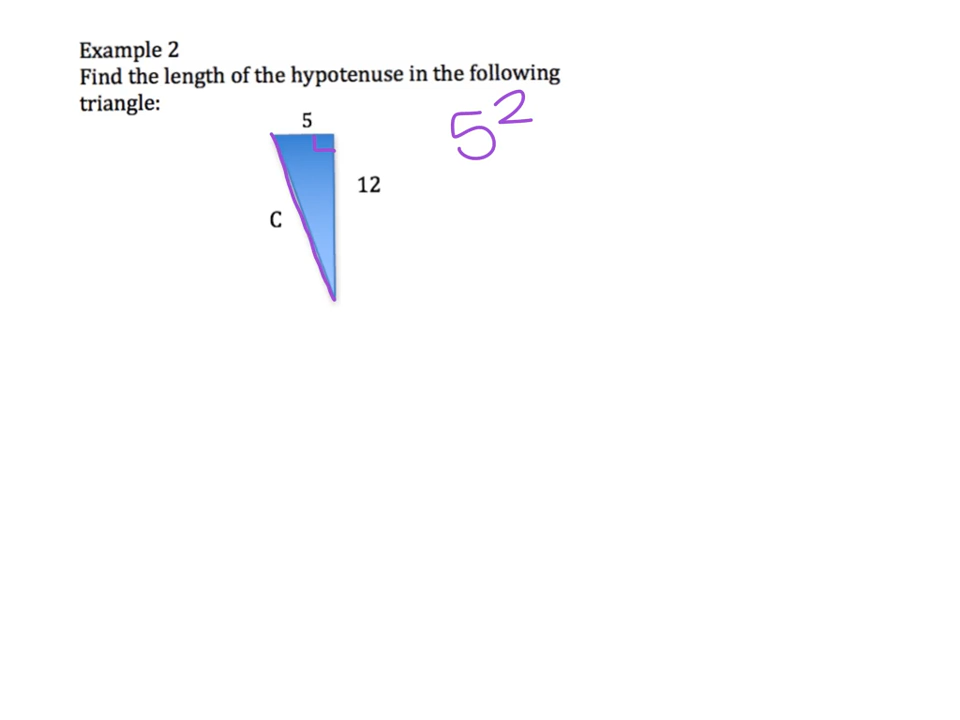 Example 2
Find the length of the hypotenuse in the following
triangle:
5
5²
12
C